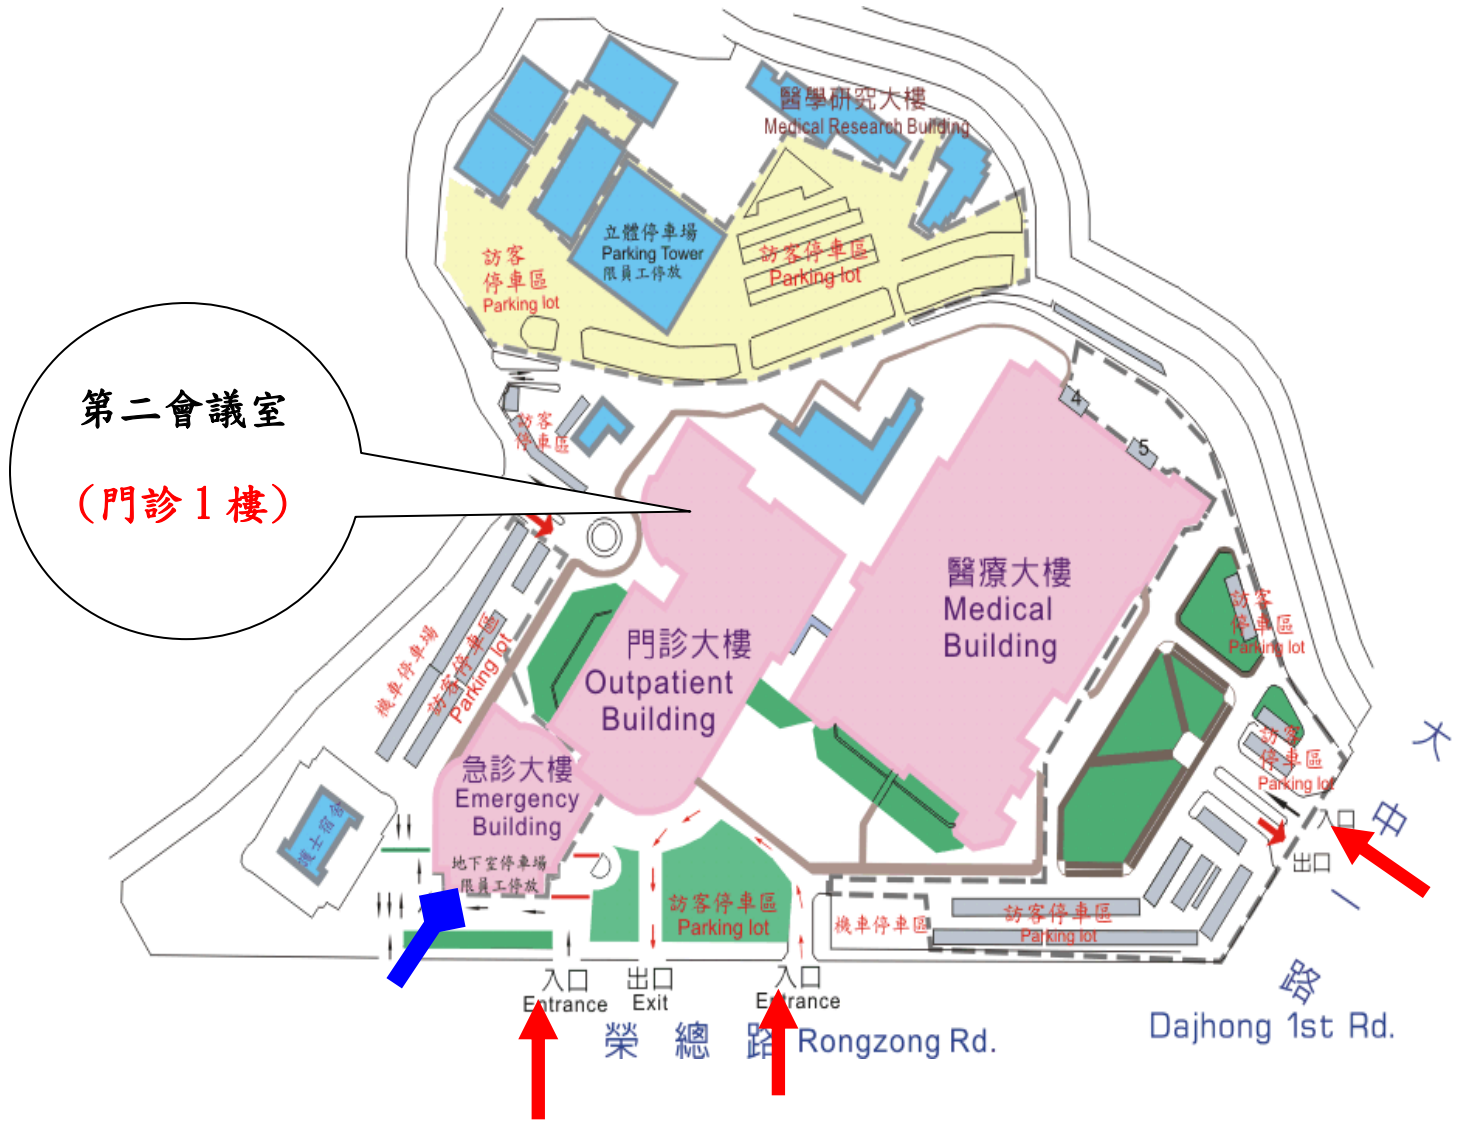 醫學研究大樓
Medical Research Building
立體停車場
Parking Tower
限員工停放
訪客
停車區
Parking lot
訪客停車區
Parking lot
第二會議室
(門診1樓)
訪客
停車區
4
5
醫療大樓
Medical
Building
門診大樓
Outpatient
Building
機車停車場
訪客停車區
Parking lot
訪客
停車區
Parking lot
訪客
停車區
Parking lot
急診大樓
Emergency
Building
地下室停車場
限員工停放
護士宿舍
訪客停車區
Parking lot
機車停車區
訪客停車區
Parking lot
入口
出口
入口
Entrance
出口
Exit
入口
Entrance
榮總路 Rongzong Rd.
大中一路
Dajhong 1st Rd.